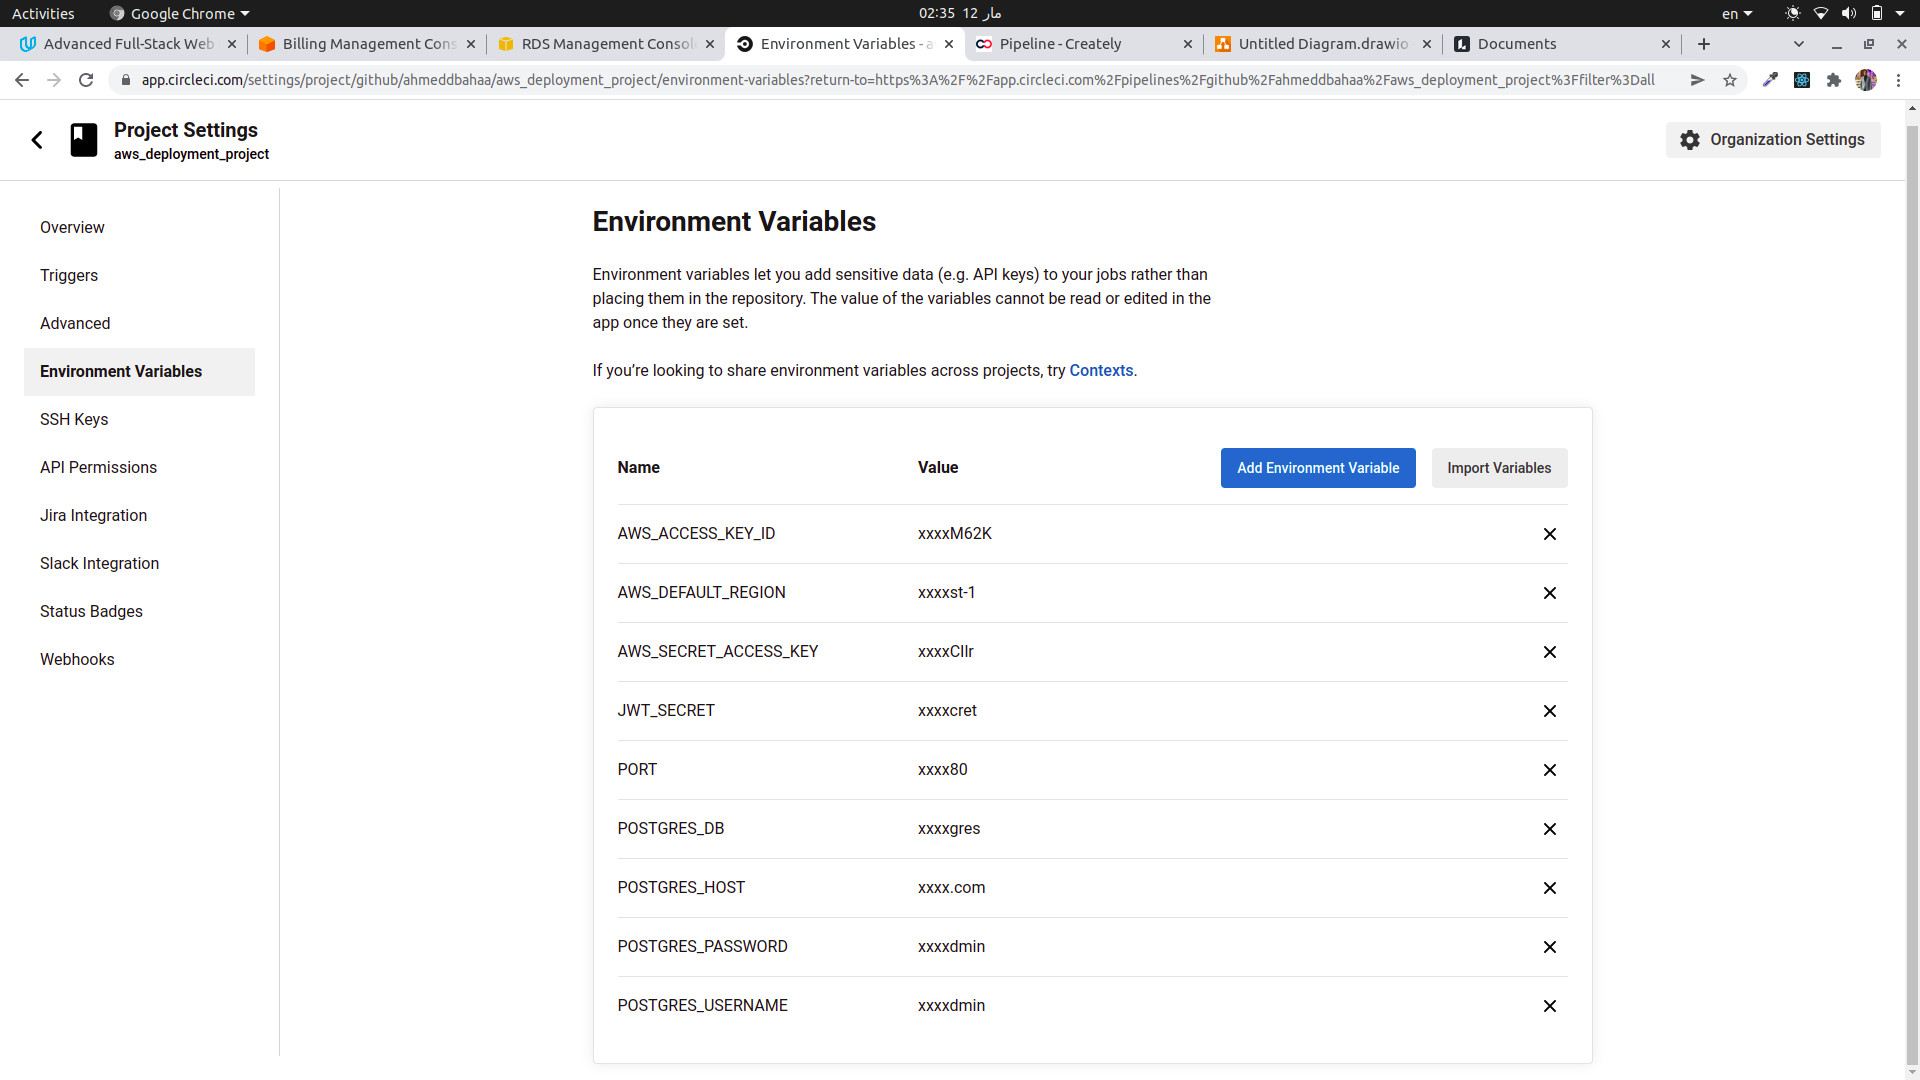 Activities Google Chrome 02:35 12 مار en
Advanced Full-Stack Web Billing Management Cons RDS Management Consol Environment Variables - a Pipeline - Creately Untitled Diagram.drawio Documents
app.circleci.com/settings/project/github/ahmeddbahaa/aws_deployment_project/environment-variables?return-to=https%3A%2F%2Fapp.circleci.com%2Fpipelines%2Fgithub%2Fahmeddbahaa%2Faws_deployment_project%3Ffilter%3Dall
Project Settings
aws_deployment_project
Organization Settings
Overview
Triggers
Advanced
Environment Variables
SSH Keys
API Permissions
Jira Integration
Slack Integration
Status Badges
Webhooks
Environment Variables
Environment variables let you add sensitive data (e.g. API keys) to your jobs rather than
placing them in the repository. The value of the variables cannot be read or edited in the
app once they are set.
If you’re looking to share environment variables across projects, try Contexts.
Name Value Add Environment Variable Import Variables
AWS_ACCESS_KEY_ID xxxxM62K
AWS_DEFAULT_REGION xxxxst-1
AWS_SECRET_ACCESS_KEY xxxxCIlr
JWT_SECRET xxxxcret
PORT xxxx80
POSTGRES_DB xxxxgres
POSTGRES_HOST xxxx.com
POSTGRES_PASSWORD xxxxdmin
POSTGRES_USERNAME xxxxdmin